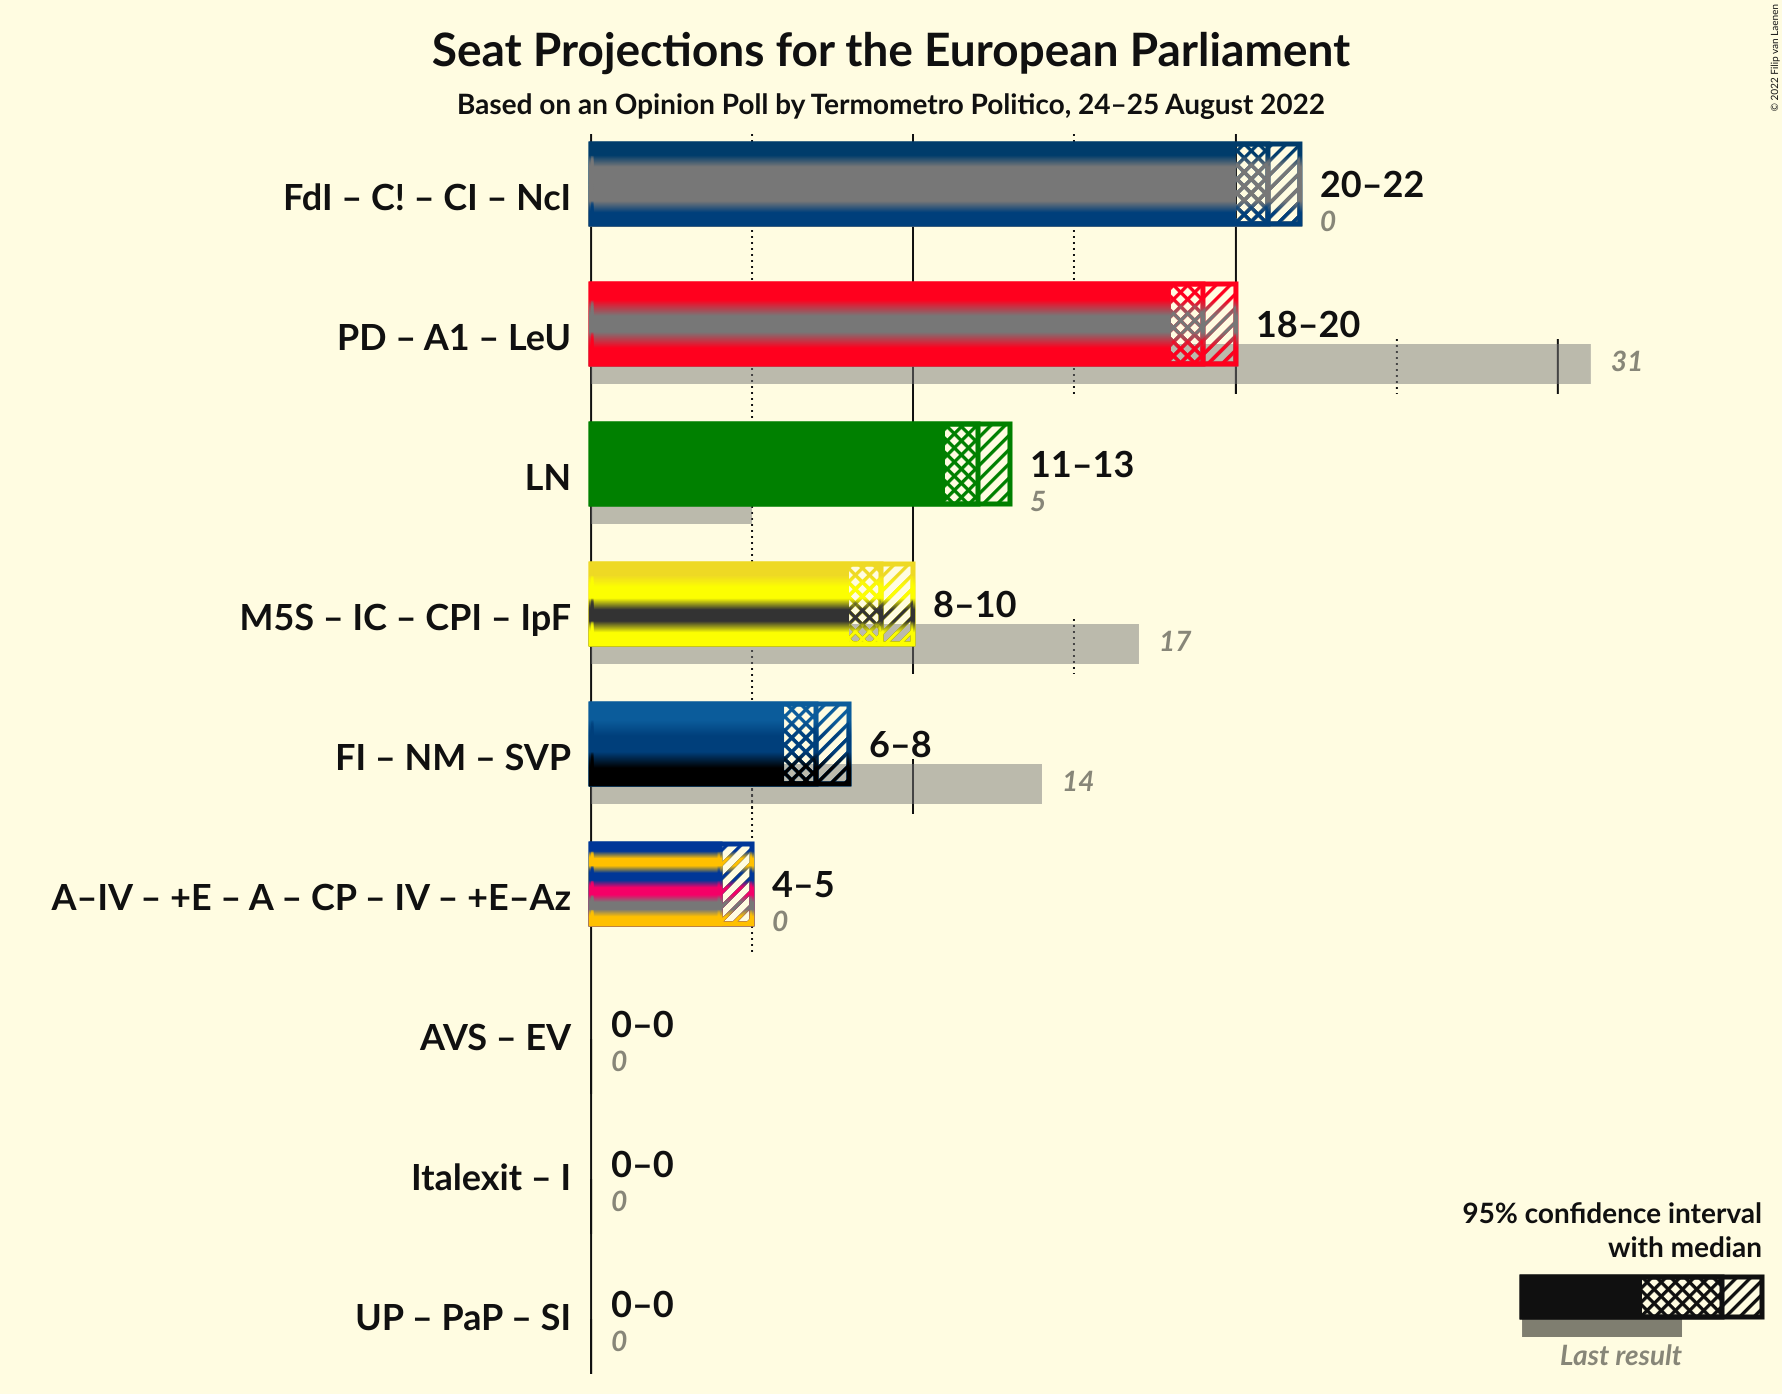 Seat Projections for the European Parliament
Based on an Opinion Poll by Termometro Politico, 24–25 August 2022
© 2022 Filip van Laenen
FdI – C! – CI – NcI
20–22
0
PD – A1 – LeU
18–20
31
LN
11–13
5
M5S – IC – CPI – IpF
8–10
17
FI – NM – SVP
6–8
14
A–IV – +E – A – CP – IV – +E–Az
4–5
0
AVS – EV
0–0
0
Italexit – I
0–0
0
UP – PaP – SI
0–0
0
95% confidence interval
with median
Last result